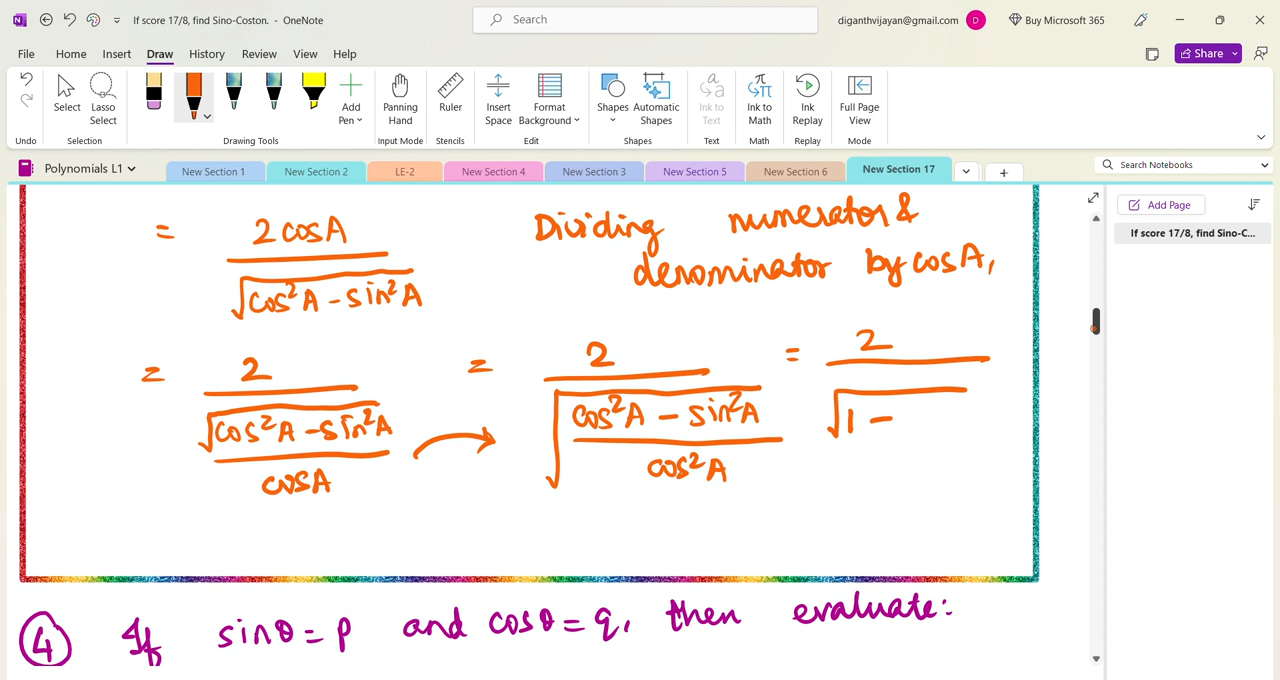 If score 17/8, find Sino-Coston. - OneNote
Search
diganthvijayan@gmail.com D Buy Microsoft 365
File Home Insert Draw History Review View Help
Share
Undo
Select
Lasso Select
Add Pen
Panning Hand
Ruler
Insert Space
Format Background
Shapes
Automatic Shapes
Ink to Text
Ink to Math
Ink Replay
Full Page View
Undo Selection Drawing Tools Input Mode Stencils Edit Shapes Text Math Replay Mode
Polynomials L1
New Section 1 New Section 2 LE-2 New Section 4 New Section 3 New Section 5 New Section 6 New Section 17
Search Notebooks
Add Page
If score 17/8, find Sino-C...
= 2cosA / √(cos²A - sin²A)
Dividing numerator &
denominator by cosA,
= 2 / (√(cos²A - sin²A) / cosA) = 2 / √((cos²A - sin²A) / cos²A) = 2 / √(1 -
4 If sinθ = p and cosθ = q, then evaluate: